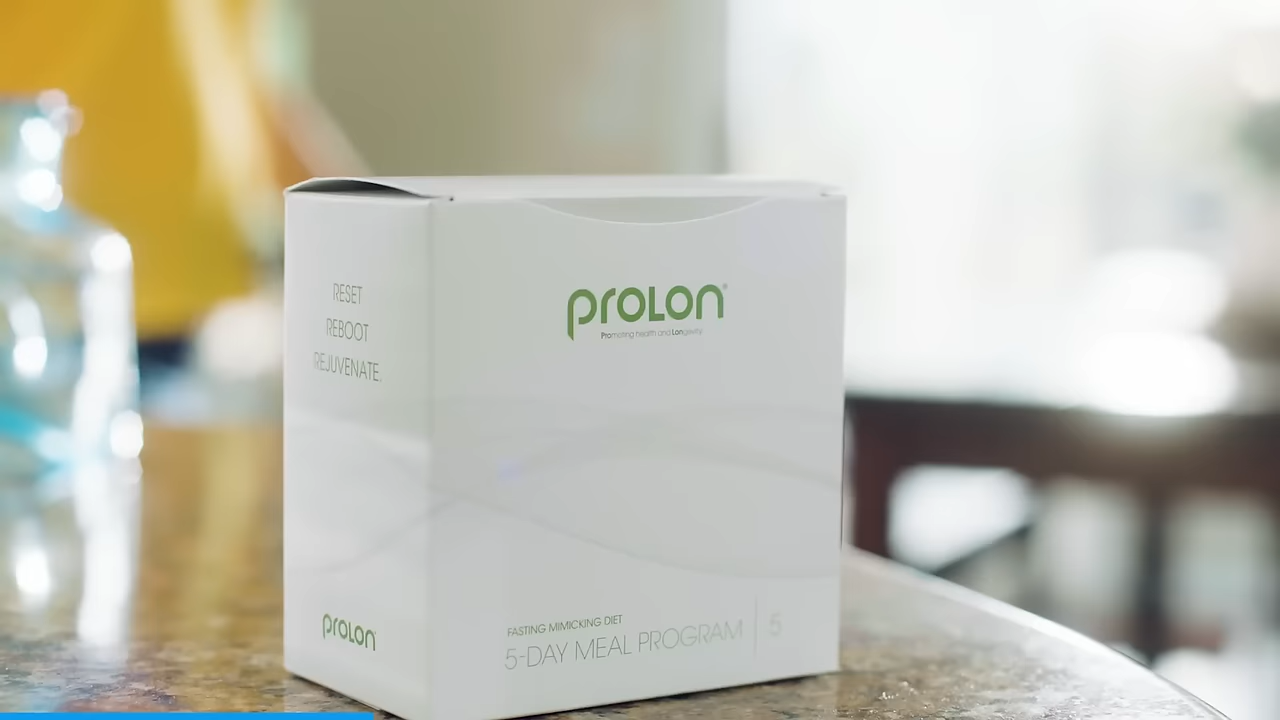 RESET
REBOOT
REJUVENATE.
PROLON
PROLON®
Promoting health and Longevity
FASTING MIMICKING DIET
5-DAY MEAL PROGRAM 5